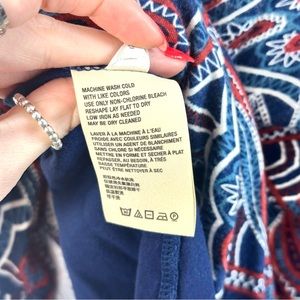 MACHINE WASH COLD
WITH LIKE COLORS
USE ONLY NON-CHLORINE BLEACH
RESHAPE LAY FLAT TO DRY
LOW IRON AS NEEDED
MAY BE DRY CLEANED
LAVER À LA MACHINE À L'EAU
FROIDE AVEC COULEURS SIMILAIRES
UTILISER UN AGENT DE BLANCHIMENT
SANS CHLORE SI NÉCESSAIRE
METTRE EN FORME ET SÉCHER À PLAT
REPASSER, AU BESOIN, À TRÈS
BASSE TEMPÉRATURE
PEUT ÊTRE NETTOYER À SEC